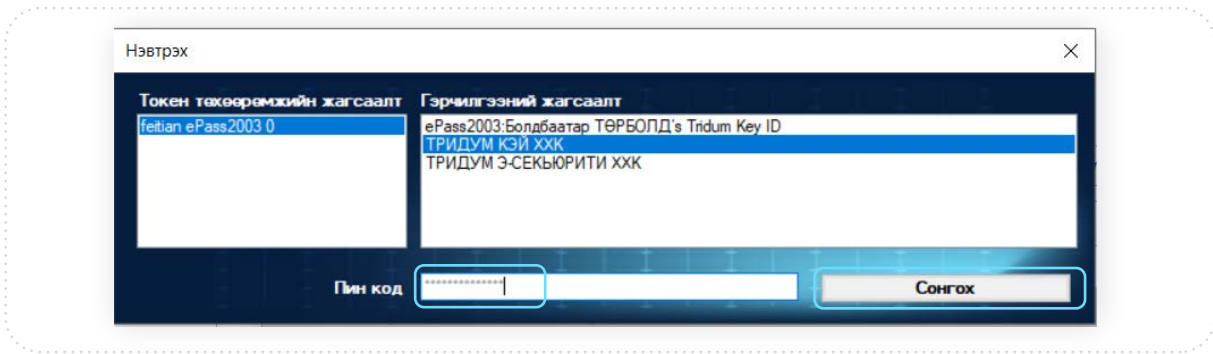 Нэвтрэх
Токен төхөөрөмжийн жагсаалт
Гэрчилгээний жагсаалт
feitian ePass2003 0
ePass2003:Болдбаатар ТӨРБОЛД's Tridum Key ID
ТРИДУМ КЭЙ ХХК
ТРИДУМ Э-СЕКЬЮРИТИ ХХК
Пин код
**************
Сонгох